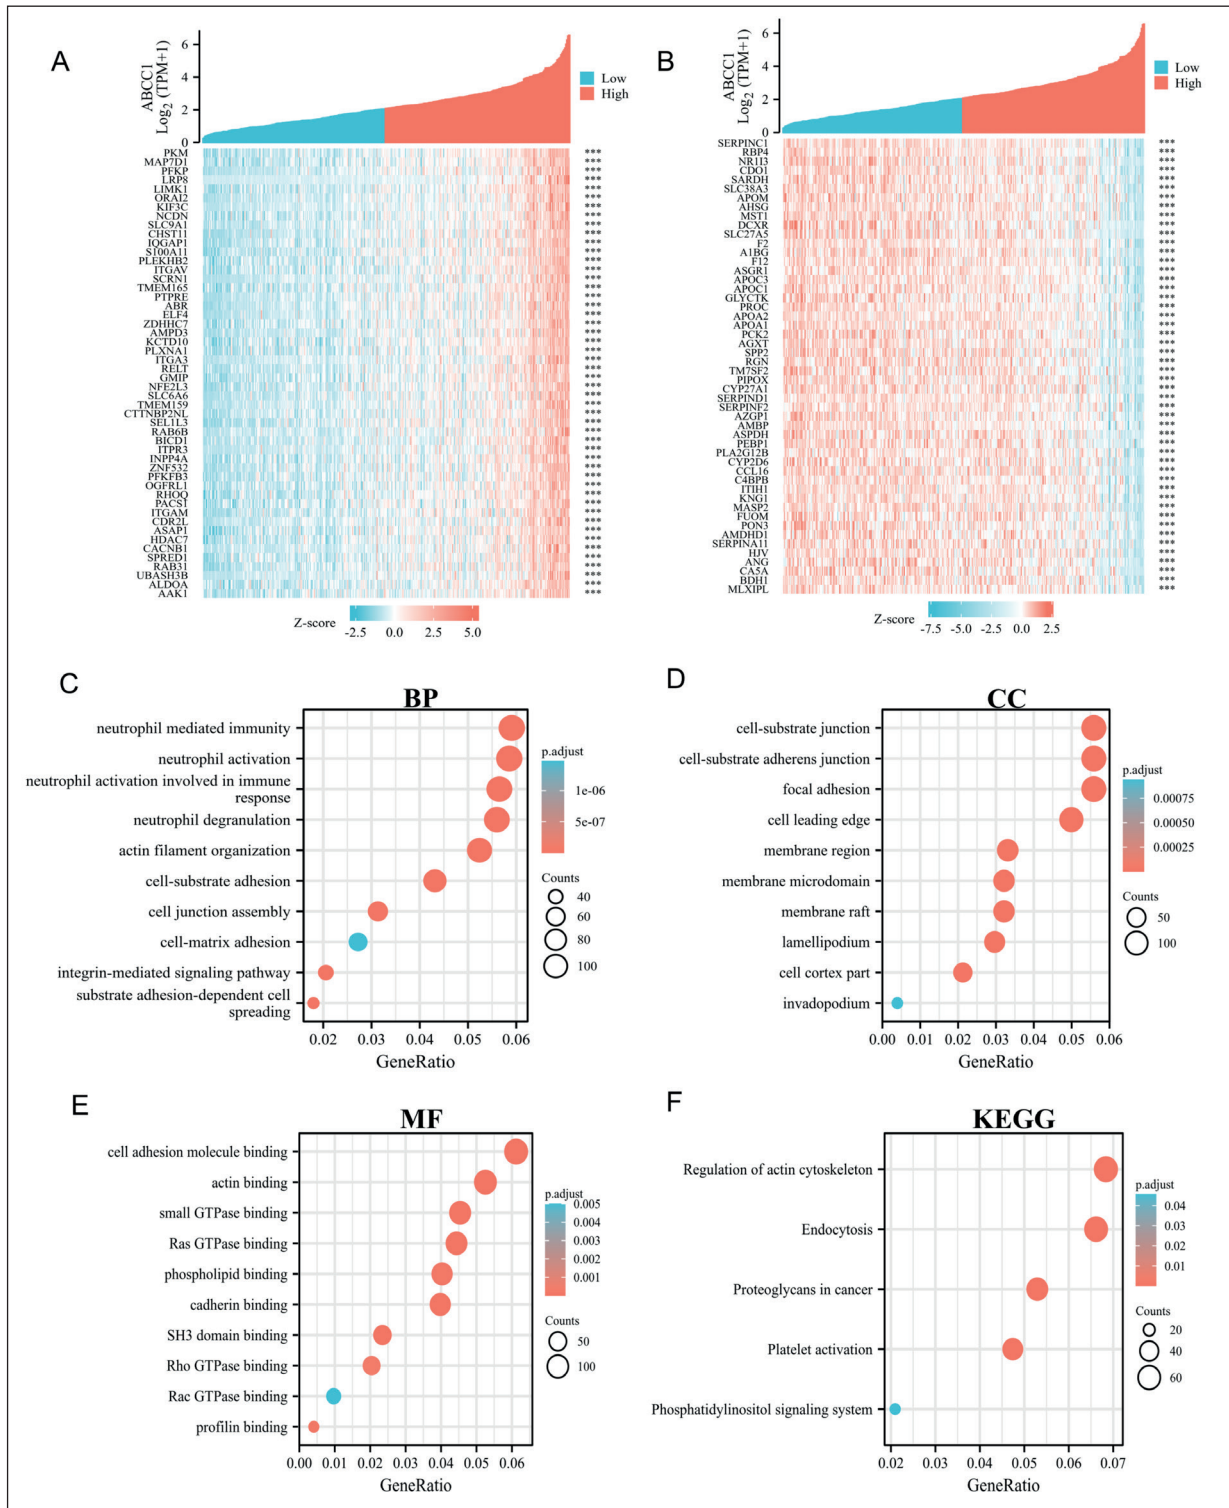 A
ABCC1
Log2 (TPM+1)
6
4
2
0
Low
High
PKM ***
MAP7D1 ***
PFKP ***
LRP8 ***
LIMK1 ***
ORAI2 ***
KIF3C ***
NCDN ***
SLC9A1 ***
CHST11 ***
IQGAP1 ***
S100A11 ***
PLEKHB2 ***
ITGAV ***
SCRN1 ***
TMEM165 ***
PTPRE ***
ABR ***
ELF4 ***
ZDHHC7 ***
AMPD3 ***
KCTD10 ***
PLXNA1 ***
ITGA3 ***
RELT ***
GMIP ***
NFE2L3 ***
SLC6A6 ***
TMEM159 ***
CTTNBP2NL ***
SEL1L3 ***
RAB6B ***
BICD1 ***
ITPR3 ***
INPP4A ***
ZNF532 ***
PFKFB3 ***
OGFRL1 ***
RHOQ ***
PACS1 ***
ITGAM ***
CDR2L ***
ASAP1 ***
HDAC7 ***
CACNB1 ***
SPRED1 ***
RAB31 ***
UBASH3B ***
ALDOA ***
AAK1 ***
Z-score
-2.5 0.0 2.5 5.0
B
ABCC1
Log2 (TPM+1)
6
4
2
0
Low
High
SERPINC1 ***
RBP4 ***
NR1I3 ***
CDO1 ***
SARDH ***
SLC38A3 ***
APOM ***
AHSG ***
MST1 ***
DCXR ***
SLC27A5 ***
F2 ***
A1BG ***
F12 ***
ASGR1 ***
APOC3 ***
APOC1 ***
GLYCTK ***
PROC ***
APOA2 ***
APOA1 ***
PCK2 ***
AGXT ***
SPP2 ***
RGN ***
TM7SF2 ***
PIPOX ***
CYP27A1 ***
SERPIND1 ***
SERPINF2 ***
AZGP1 ***
AMBP ***
ASPDH ***
PEBP1 ***
PLA2G12B ***
CYP2D6 ***
CCL16 ***
C4BPB ***
ITIH1 ***
KNG1 ***
MASP2 ***
FUOM ***
PON3 ***
AMDHD1 ***
SERPINA11 ***
HJV ***
ANG ***
CA5A ***
BDH1 ***
MLXIPL ***
Z-score
-7.5 -5.0 -2.5 0.0 2.5
C
BP
neutrophil mediated immunity
neutrophil activation
neutrophil activation involved in immune
response
neutrophil degranulation
actin filament organization
cell-substrate adhesion
cell junction assembly
cell-matrix adhesion
integrin-mediated signaling pathway
substrate adhesion-dependent cell
spreading
0.02 0.03 0.04 0.05 0.06
GeneRatio
p.adjust
1e-06
5e-07
Counts
40
60
80
100
D
CC
cell-substrate junction
cell-substrate adherens junction
focal adhesion
cell leading edge
membrane region
membrane microdomain
membrane raft
lamellipodium
cell cortex part
invadopodium
0.00 0.01 0.02 0.03 0.04 0.05 0.06
GeneRatio
p.adjust
0.00075
0.00050
0.00025
Counts
50
100
E
MF
cell adhesion molecule binding
actin binding
small GTPase binding
Ras GTPase binding
phospholipid binding
cadherin binding
SH3 domain binding
Rho GTPase binding
Rac GTPase binding
profilin binding
0.00 0.01 0.02 0.03 0.04 0.05 0.06
GeneRatio
p.adjust
0.005
0.004
0.003
0.002
0.001
Counts
50
100
F
KEGG
Regulation of actin cytoskeleton
Endocytosis
Proteoglycans in cancer
Platelet activation
Phosphatidylinositol signaling system
0.02 0.03 0.04 0.05 0.06 0.07
GeneRatio
p.adjust
0.04
0.03
0.02
0.01
Counts
20
40
60